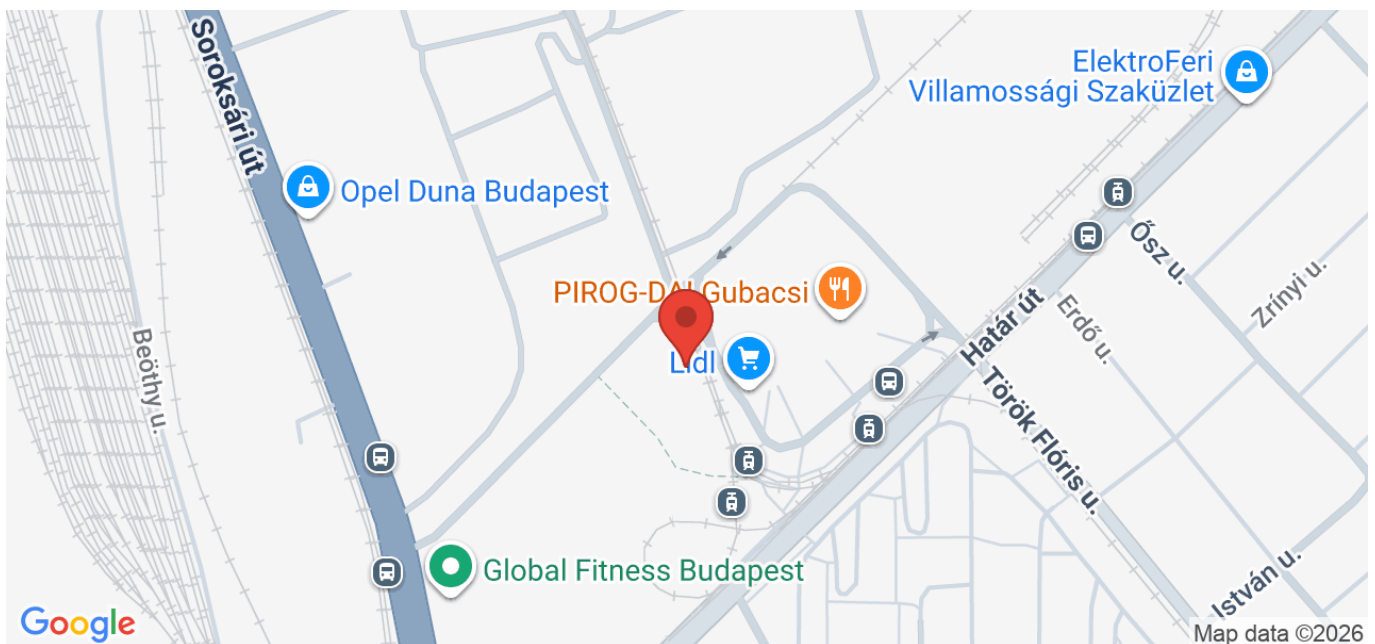 Soroksári út
ElektroFeri
Villamossági Szaküzlet
Opel Duna Budapest
Ősz u.
Zrínyi u.
PIROG-DA! Gubacsi
Határ út
Erdő u.
Beöthy u.
Lidl
Török Flóris u.
Global Fitness Budapest
István u.
Google
Map data ©2026